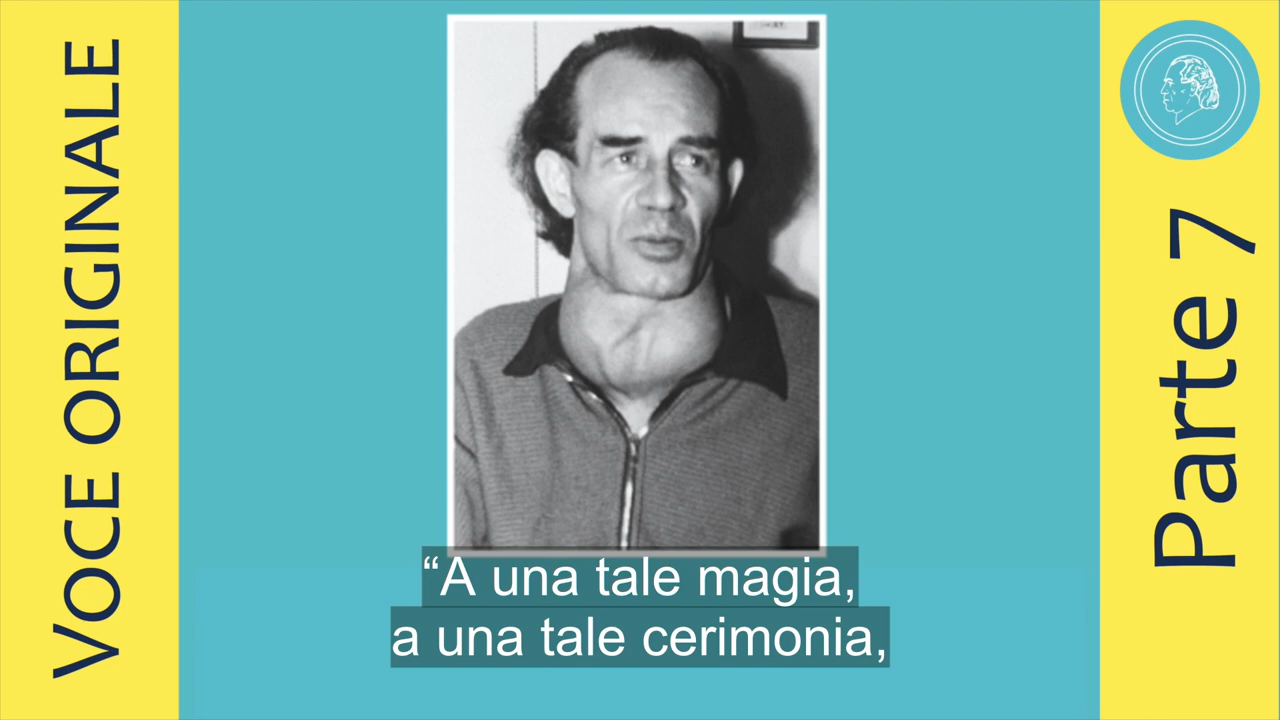 VOCE ORIGINALE
Parte 7
“A una tale magia,
a una tale cerimonia,